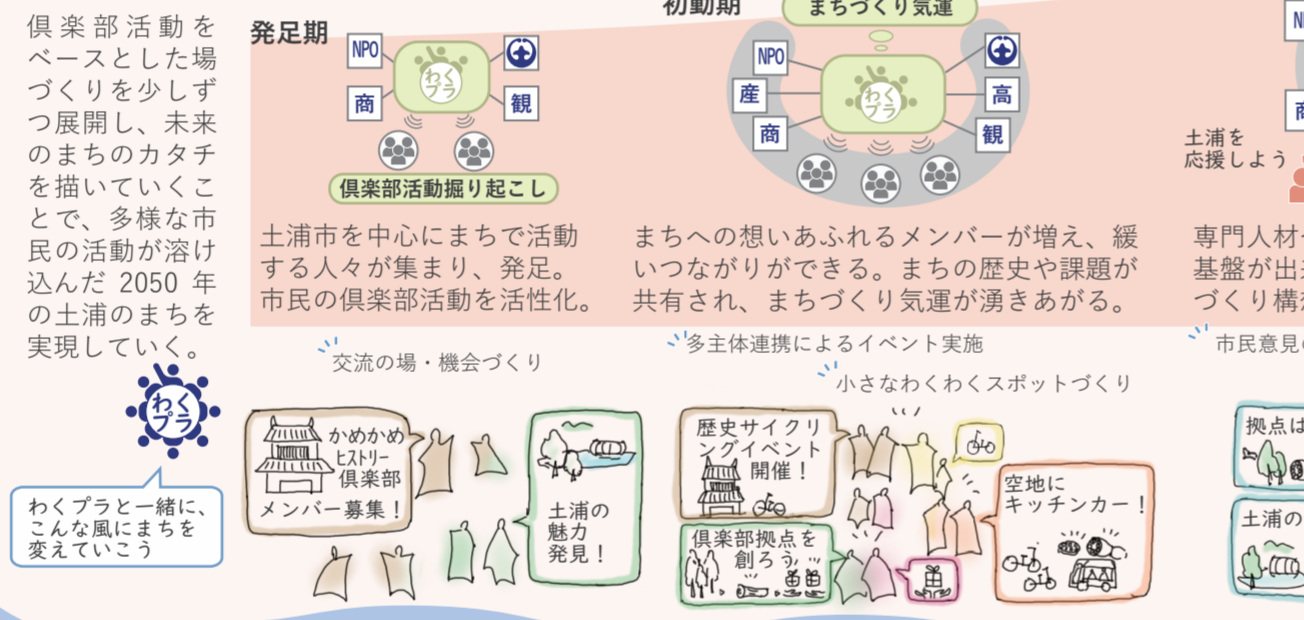 倶楽部活動を
ベースとした場
づくりを少しず
つ展開し、未来
のまちのカタチ
を描いていくこ
とで、多様な市
民の活動が溶け
込んだ 2050 年
の土浦のまちを
実現していく。
わく
プラ
わくプラと一緒に、
こんな風にまちを
変えていこう
発足期
NPO
商
わく
プラ
観
倶楽部活動掘り起こし
土浦市を中心にまちで活動
する人々が集まり、発足。
市民の倶楽部活動を活性化。
交流の場・機会づくり
かめかめ
ヒストリー
倶楽部
メンバー募集！
土浦の
魅力
発見！
初動期
まちづくり気運
NPO
産
商
わく
プラ
高
観
まちへの想いあふれるメンバーが増え、緩
いつながりができる。まちの歴史や課題が
共有され、まちづくり気運が湧きあがる。
多主体連携によるイベント実施
小さなわくわくスポットづくり
歴史サイクリ
ングイベント
開催！
倶楽部拠点を
創ろう
空地に
キッチンカー！
土浦を
応援しよう
専門人材
基盤が出
づくり構
市民意見
拠点は
土浦の